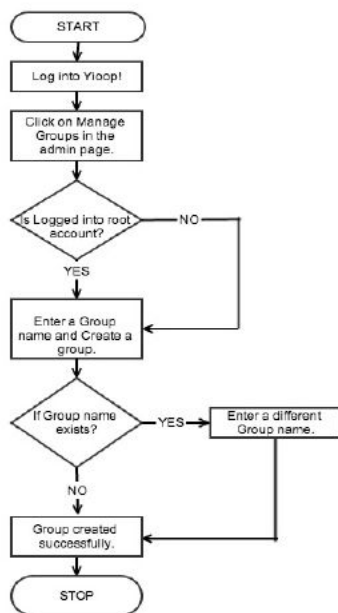 START
Log into Yioop!
Click on Manage
Groups in the
admin page.
Is Logged into root
account?
NO
YES
Enter a Group
name and Create a
group.
If Group name
exists?
YES
Enter a different
Group name.
NO
Group created
successfully.
STOP